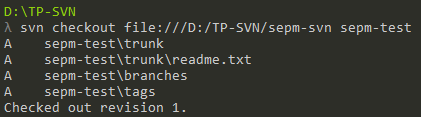 D:\TP-SVN
λ svn checkout file:///D:/TP-SVN/sepm-svn sepm-test
A    sepm-test\trunk
A    sepm-test\trunk\readme.txt
A    sepm-test\branches
A    sepm-test\tags
Checked out revision 1.